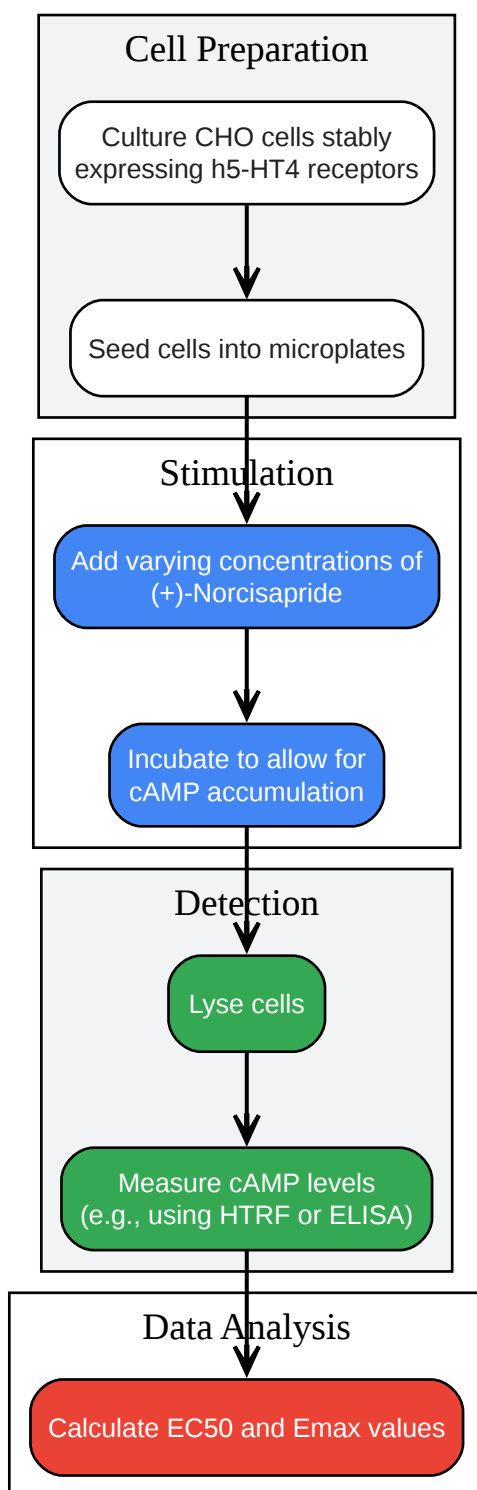 Cell Preparation
Culture CHO cells stably
expressing h5-HT4 receptors
Seed cells into microplates
Stimulation
Add varying concentrations of
(+)-Norcisapride
Incubate to allow for
cAMP accumulation
Detection
Lyse cells
Measure cAMP levels
(e.g., using HTRF or ELISA)
Data Analysis
Calculate EC50 and Emax values